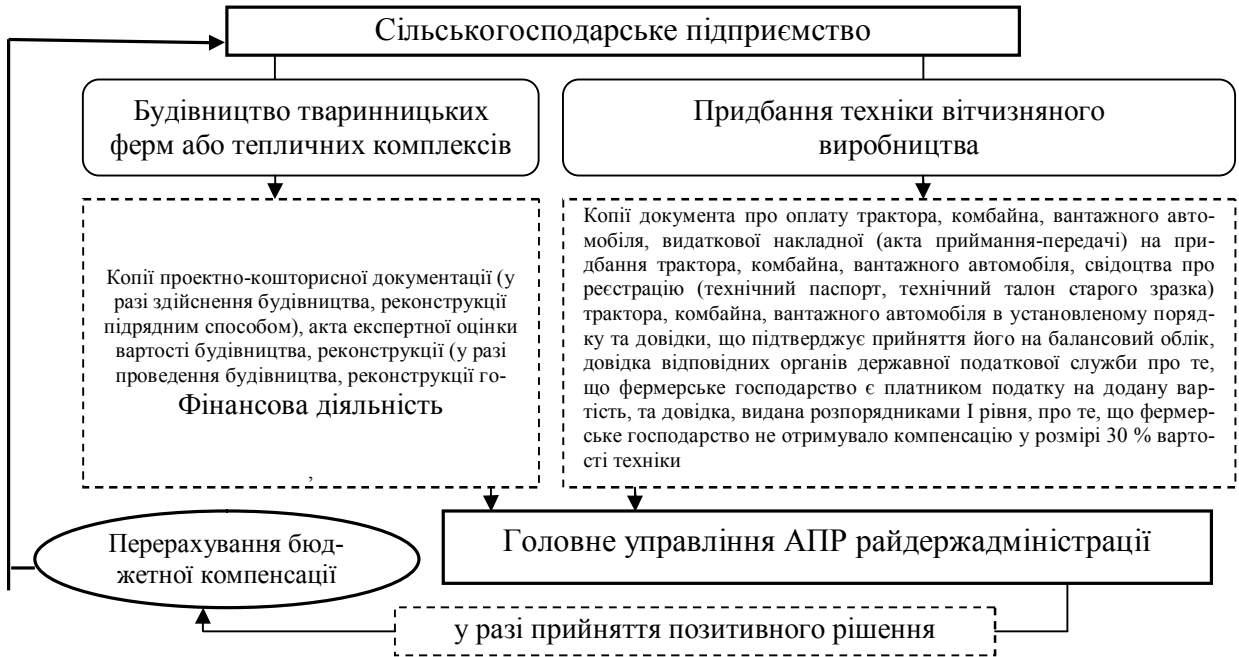 Сільськогосподарське підприємство
Будівництво тваринницьких
ферм або тепличних комплексів
Придбання техніки вітчизняного
виробництва
Копії проектно-кошторисної документації (у
разі здійснення будівництва, реконструкції
підрядним способом), акта експертної оцінки
вартості будівництва, реконструкції (у разі
проведення будівництва, реконструкції го-
Фінансова діяльність
,
Копії документа про оплату трактора, комбайна, вантажного авто-
мобіля, видаткової накладної (акта приймання-передачі) на при-
дбання трактора, комбайна, вантажного автомобіля, свідоцтва про
реєстрацію (технічний паспорт, технічний талон старого зразка)
трактора, комбайна, вантажного автомобіля в установленому поряд-
ку та довідки, що підтверджує прийняття його на балансовий облік,
довідка відповідних органів державної податкової служби про те,
що фермерське господарство є платником податку на додану вар-
тість, та довідка, видана розпорядниками І рівня, про те, що фермер-
ське господарство не отримувало компенсацію у розмірі 30 % варто-
сті техніки
Перерахування бюд-
жетної компенсації
Головне управління АПР райдержадміністрації
у разі прийняття позитивного рішення